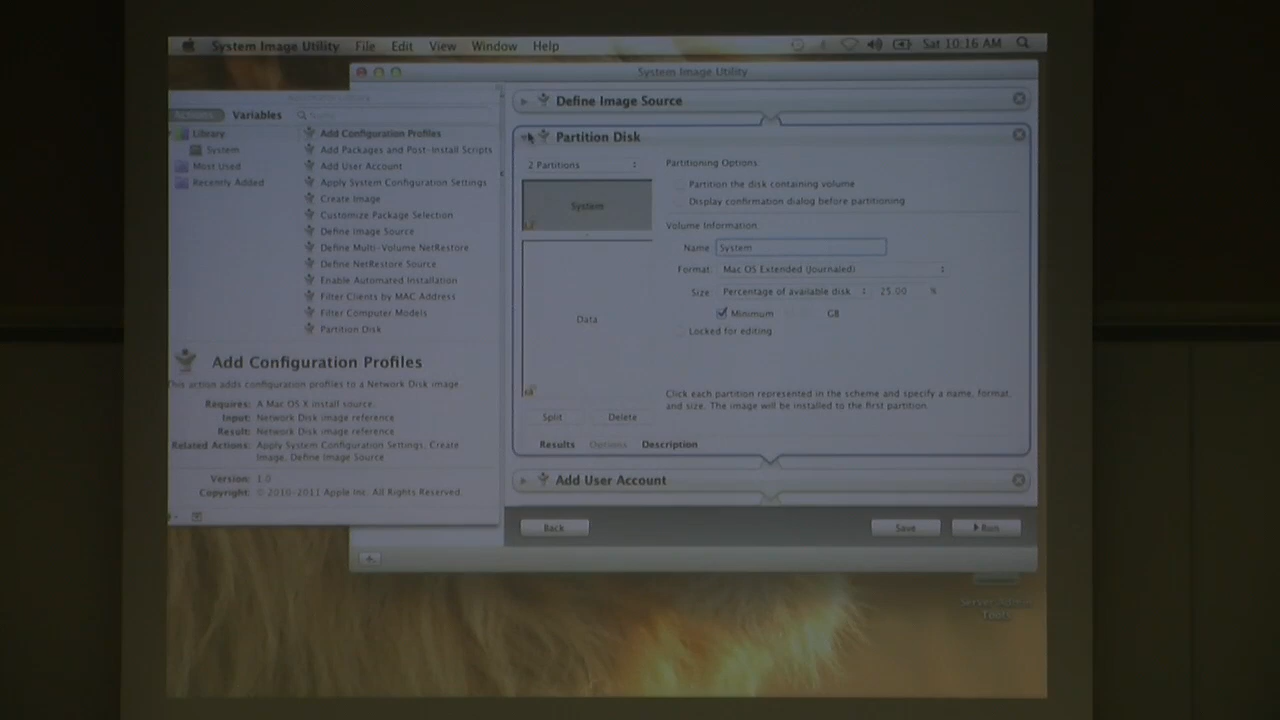 System Image Utility File Edit View Window Help Sat 10:16 AM
System Image Utility
Variables
Library
System
Most Used
Recently Added
Add Configuration Profiles
Add Packages and Post-Install Scripts
Add User Account
Apply System Configuration Settings
Create Image
Customize Package Selection
Define Image Source
Define Multi-Volume NetRestore
Define NetRestore Source
Enable Automated Installation
Filter Clients by MAC Address
Filter Computer Models
Partition Disk
Add Configuration Profiles
This action adds configuration profiles to a Network Disk image
Requires: A Mac OS X install source.
Input: Network Disk image reference
Result: Network Disk image reference
Related Actions: Apply System Configuration Settings, Create
Image, Define Image Source
Version: 1.0
Copyright: © 2010-2011 Apple Inc. All Rights Reserved.
Define Image Source
Partition Disk
2 Partitions
System
Data
Split Delete
Partitioning Options:
Partition the disk containing volume
Display confirmation dialog before partitioning
Volume Information:
Name: System
Format: Mac OS Extended (Journaled)
Size: Percentage of available disk 25.00 %
Minimum GB
Locked for editing
Click each partition represented in the scheme and specify a name, format,
and size. The image will be installed to the first partition.
Results Options Description
Add User Account
Back Save Run
Tools